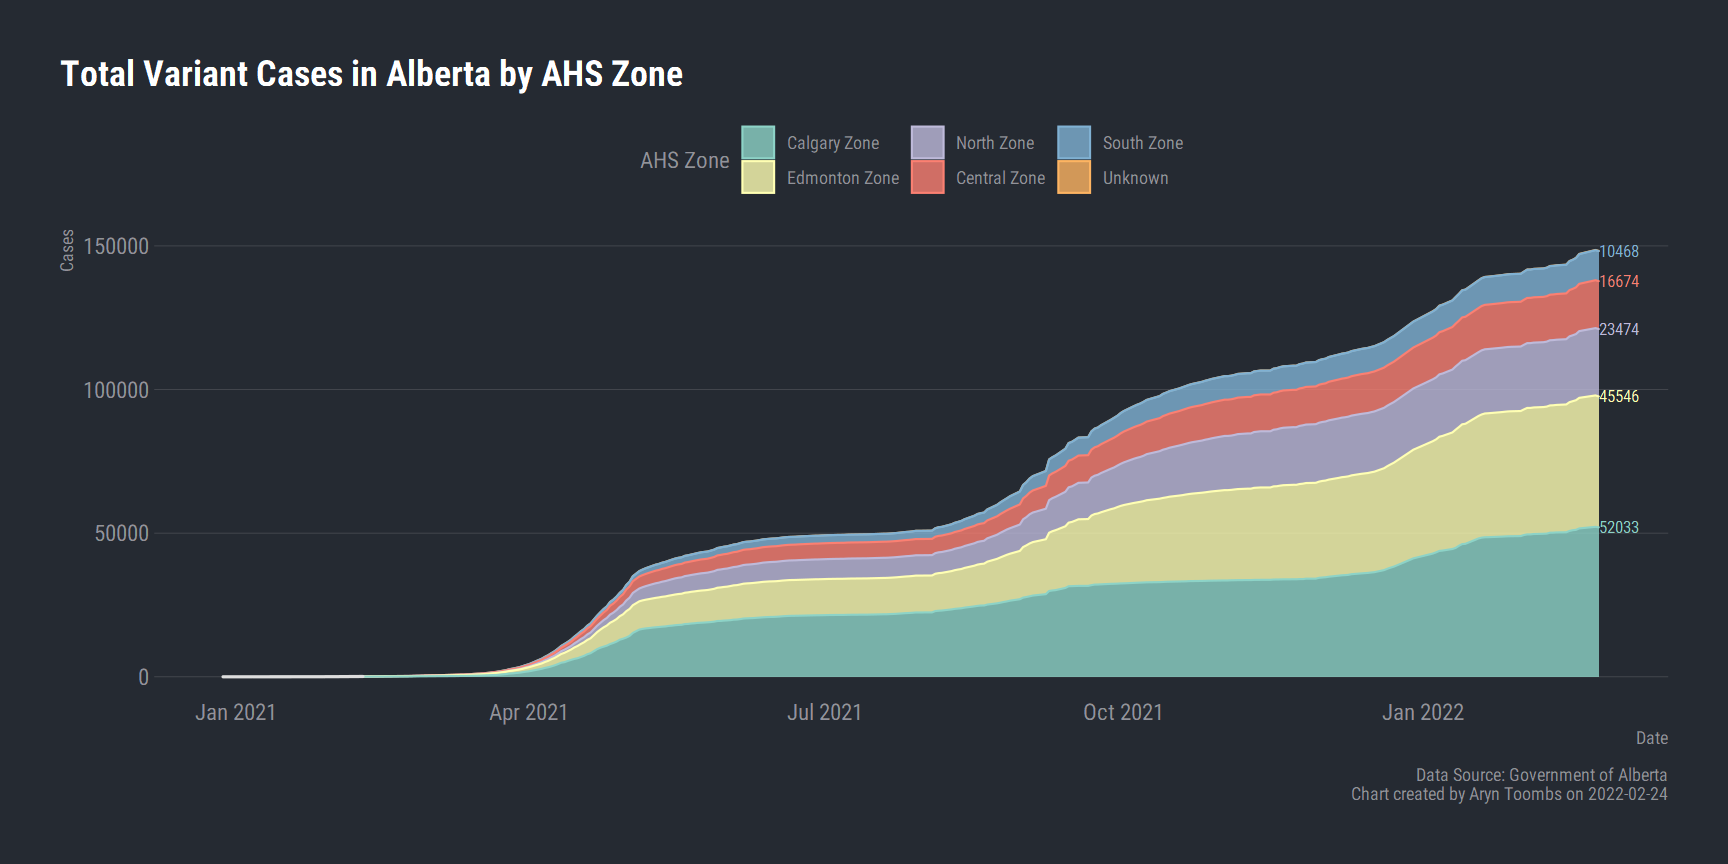 Total Variant Cases in Alberta by AHS Zone
AHS Zone
Calgary Zone
North Zone
South Zone
Edmonton Zone
Central Zone
Unknown
Cases
150000
100000
50000
0
10468
16674
23474
45546
52033
Jan 2021
Apr 2021
Jul 2021
Oct 2021
Jan 2022
Date
Data Source: Government of Alberta
Chart created by Aryn Toombs on 2022-02-24